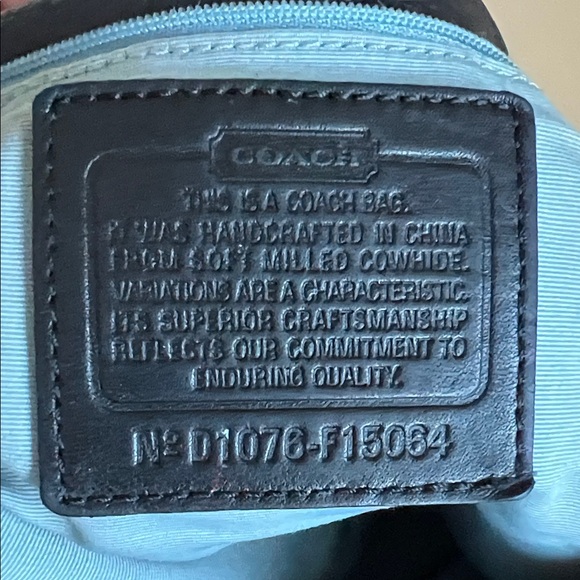 COACH
THIS IS A COACH BAG.
IT WAS HANDCRAFTED IN CHINA
FROM SOFT MILLED COWHIDE.
VARIATIONS ARE A CHARACTERISTIC.
ITS SUPERIOR CRAFTSMANSHIP
REFLECTS OUR COMMITMENT TO
ENDURING QUALITY.
Nº D1076-F15064